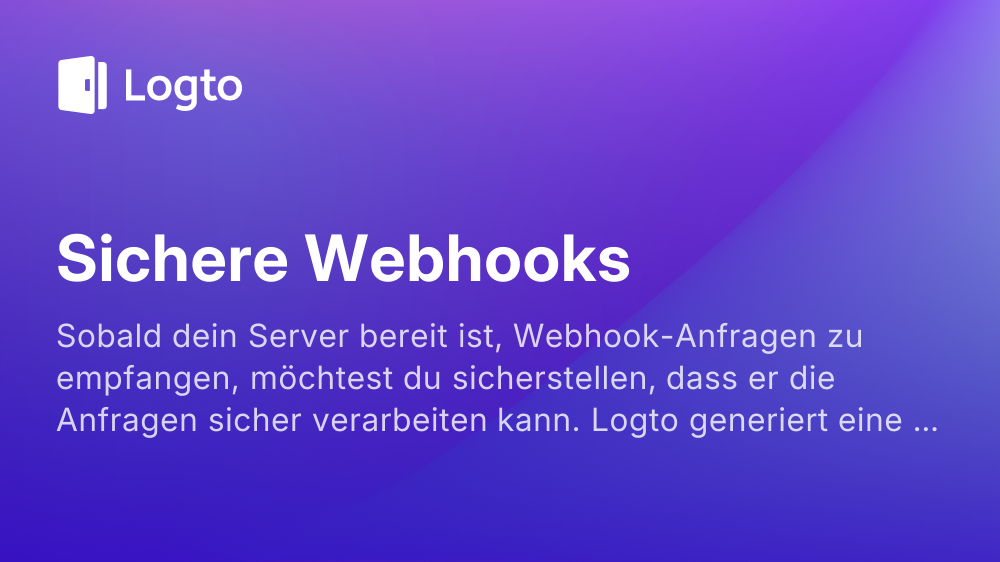 Logto
Sichere Webhooks
Sobald dein Server bereit ist, Webhook-Anfragen zu
empfangen, möchtest du sicherstellen, dass er die
Anfragen sicher verarbeiten kann. Logto generiert eine ...